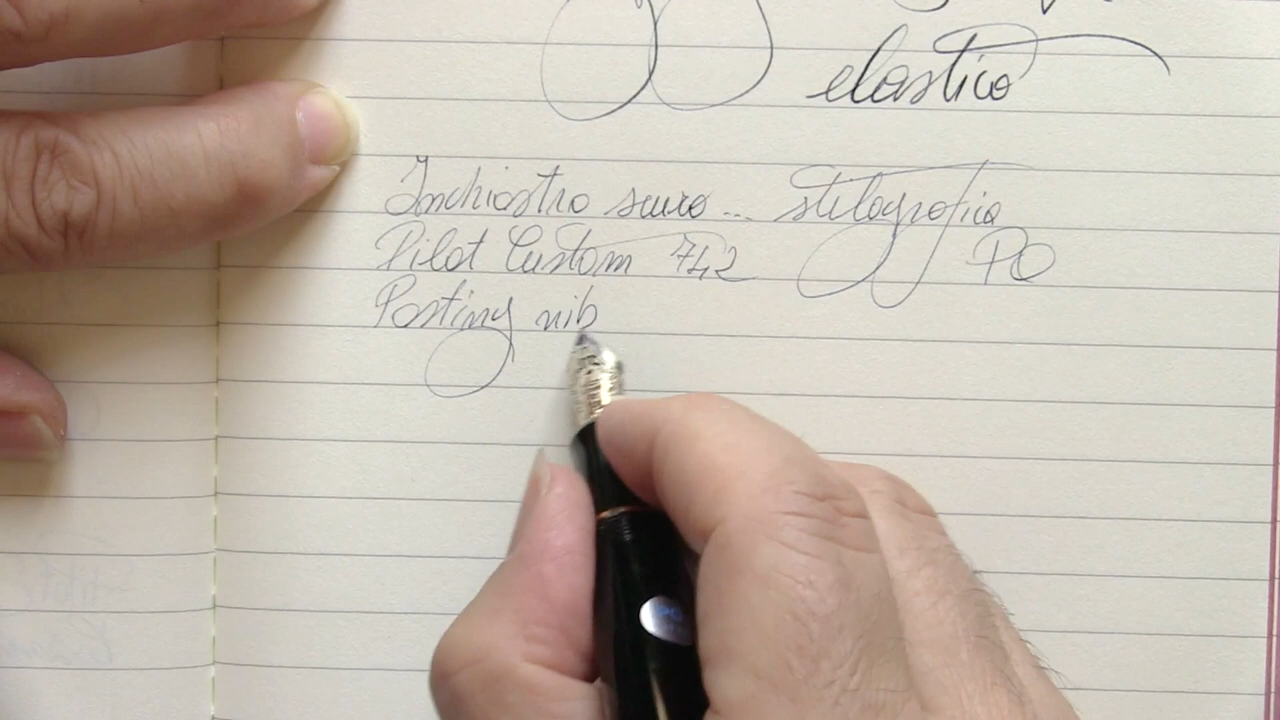 elastico
Inchiostro scuro... stilografica
Pilot Custom 742 PO
Posting nib